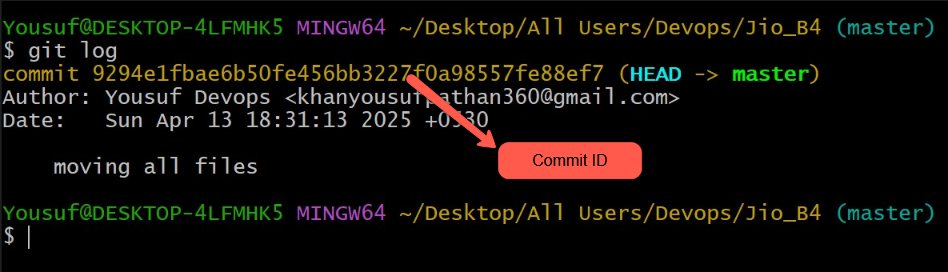 Yousuf@DESKTOP-4LFMHK5 MINGW64 ~/Desktop/All Users/Devops/Jio_B4 (master)
$ git log
commit 9294e1fbae6b50fe456bb3227f0a98557fe88ef7 (HEAD -> master)
Author: Yousuf Devops <khanyousufpathan360@gmail.com>
Date:   Sun Apr 13 18:31:13 2025 +0530
Commit ID
moving all files
Yousuf@DESKTOP-4LFMHK5 MINGW64 ~/Desktop/All Users/Devops/Jio_B4 (master)
$